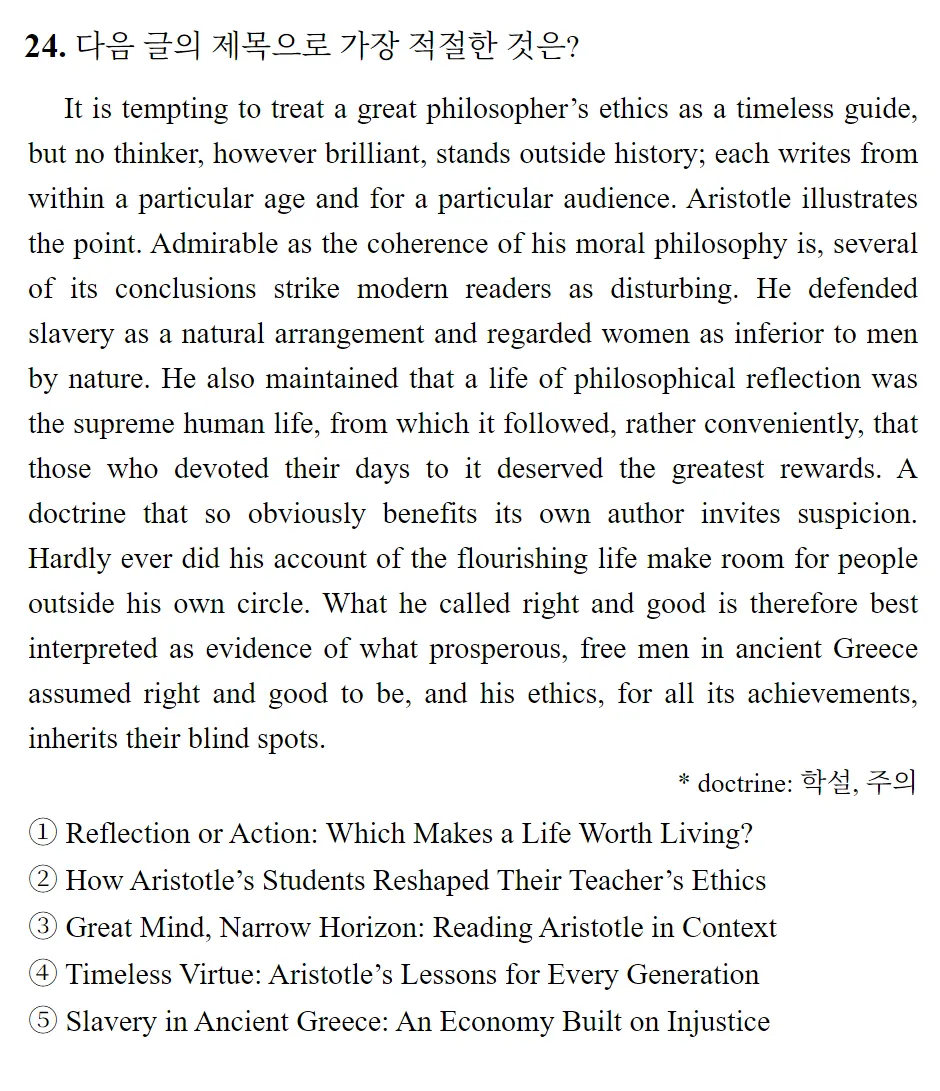 24. 다음 글의 제목으로 가장 적절한 것은?
It is tempting to treat a great philosopher’s ethics as a timeless guide,
but no thinker, however brilliant, stands outside history; each writes from
within a particular age and for a particular audience. Aristotle illustrates
the point. Admirable as the coherence of his moral philosophy is, several
of its conclusions strike modern readers as disturbing. He defended
slavery as a natural arrangement and regarded women as inferior to men
by nature. He also maintained that a life of philosophical reflection was
the supreme human life, from which it followed, rather conveniently, that
those who devoted their days to it deserved the greatest rewards. A
doctrine that so obviously benefits its own author invites suspicion.
Hardly ever did his account of the flourishing life make room for people
outside his own circle. What he called right and good is therefore best
interpreted as evidence of what prosperous, free men in ancient Greece
assumed right and good to be, and his ethics, for all its achievements,
inherits their blind spots.
* doctrine: 학설, 주의
① Reflection or Action: Which Makes a Life Worth Living?
② How Aristotle’s Students Reshaped Their Teacher’s Ethics
③ Great Mind, Narrow Horizon: Reading Aristotle in Context
④ Timeless Virtue: Aristotle’s Lessons for Every Generation
⑤ Slavery in Ancient Greece: An Economy Built on Injustice